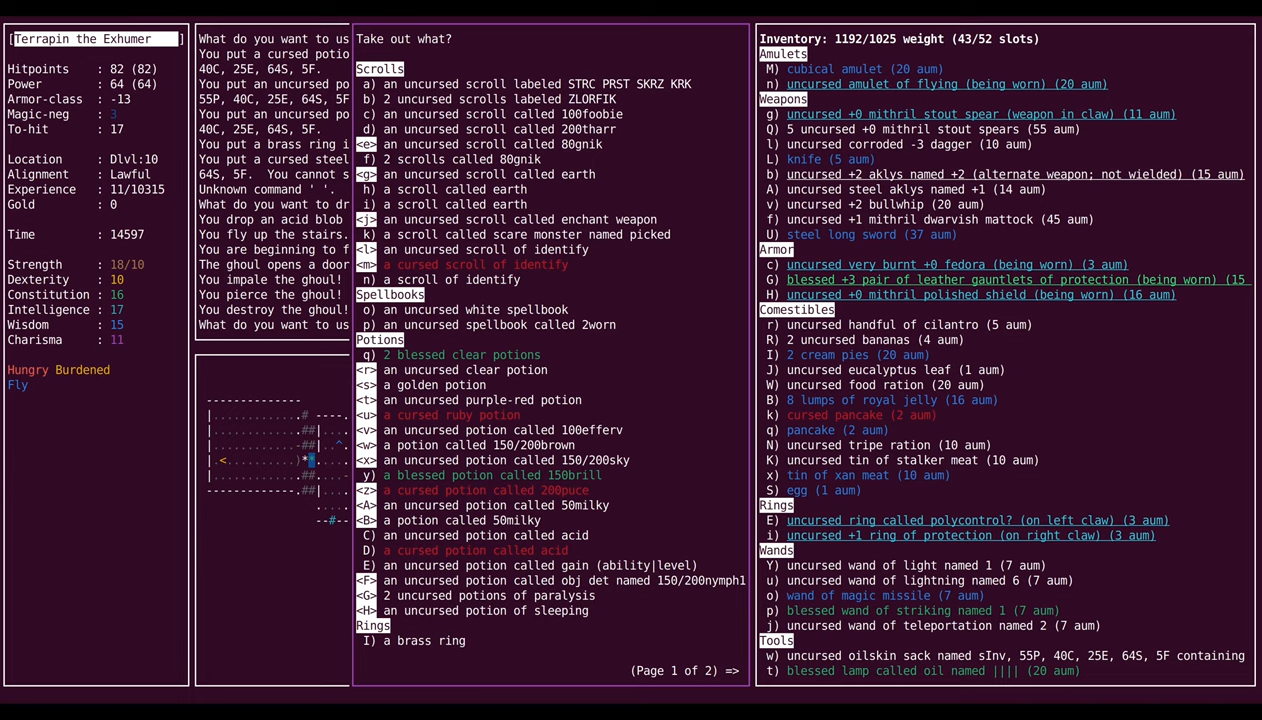 [Terrapin the Exhumer ]
Hitpoints : 82 (82)
Power : 64 (64)
Armor-class : -13
Magic-neg : 3
To-hit : 17
Location : Dlvl:10
Alignment : Lawful
Experience : 11/10315
Gold : 0
Time : 14597
Strength : 18/10
Dexterity : 10
Constitution : 16
Intelligence : 17
Wisdom : 15
Charisma : 11
Hungry Burdened
Fly
What do you want to us
You put a cursed potio
40C, 25E, 64S, 5F.
You put an uncursed po
55P, 40C, 25E, 64S, 5F
You put an uncursed po
40C, 25E, 64S, 5F.
You put a brass ring i
You put a cursed steel
64S, 5F.  You cannot s
Unknown command ' '.
What do you want to dr
You drop an acid blob
You fly up the stairs.
You are beginning to f
The ghoul opens a door
You impale the ghoul!
You pierce the ghoul!
You destroy the ghoul!
What do you want to us
--------------
|............# ----.
|............##|....
|............##|..^.
|.<..........)**....
|............##.....
--------------##|...
....
--#--
Take out what?
Scrolls
a) an uncursed scroll labeled STRC PRST SKRZ KRK
b) 2 uncursed scrolls labeled ZLORFIK
c) an uncursed scroll called 100foobie
d) an uncursed scroll called 200tharr
<e> an uncursed scroll called 80gnik
f) 2 scrolls called 80gnik
<g> an uncursed scroll called earth
h) a scroll called earth
i) a scroll called earth
<j> an uncursed scroll called enchant weapon
k) a scroll called scare monster named picked
<l> an uncursed scroll of identify
<m> a cursed scroll of identify
n) a scroll of identify
Spellbooks
o) an uncursed white spellbook
p) an uncursed spellbook called 2worn
Potions
q) 2 blessed clear potions
<r> an uncursed clear potion
<s> a golden potion
<t> an uncursed purple-red potion
<u> a cursed ruby potion
<v> an uncursed potion called 100efferv
<w> a potion called 150/200brown
<x> an uncursed potion called 150/200sky
y) a blessed potion called 150brill
<z> a cursed potion called 200puce
<A> an uncursed potion called 50milky
<B> a potion called 50milky
C) an uncursed potion called acid
D) a cursed potion called acid
E) an uncursed potion called gain (ability|level)
<F> an uncursed potion called obj det named 150/200nymph1
<G> 2 uncursed potions of paralysis
<H> an uncursed potion of sleeping
Rings
I) a brass ring
(Page 1 of 2) =>
Inventory: 1192/1025 weight (43/52 slots)
Amulets
M) cubical amulet (20 aum)
n) uncursed amulet of flying (being worn) (20 aum)
Weapons
g) uncursed +0 mithril stout spear (weapon in claw) (11 aum)
Q) 5 uncursed +0 mithril stout spears (55 aum)
l) uncursed corroded -3 dagger (10 aum)
L) knife (5 aum)
b) uncursed +2 aklys named +2 (alternate weapon; not wielded) (15 aum)
A) uncursed steel aklys named +1 (14 aum)
v) uncursed +2 bullwhip (20 aum)
f) uncursed +1 mithril dwarvish mattock (45 aum)
U) steel long sword (37 aum)
Armor
c) uncursed very burnt +0 fedora (being worn) (3 aum)
G) blessed +3 pair of leather gauntlets of protection (being worn) (15
H) uncursed +0 mithril polished shield (being worn) (16 aum)
Comestibles
r) uncursed handful of cilantro (5 aum)
R) 2 uncursed bananas (4 aum)
I) 2 cream pies (20 aum)
J) uncursed eucalyptus leaf (1 aum)
W) uncursed food ration (20 aum)
B) 8 lumps of royal jelly (16 aum)
k) cursed pancake (2 aum)
q) pancake (2 aum)
N) uncursed tripe ration (10 aum)
K) uncursed tin of stalker meat (10 aum)
x) tin of xan meat (10 aum)
S) egg (1 aum)
Rings
E) uncursed ring called polycontrol? (on left claw) (3 aum)
i) uncursed +1 ring of protection (on right claw) (3 aum)
Wands
Y) uncursed wand of light named 1 (7 aum)
u) uncursed wand of lightning named 6 (7 aum)
o) wand of magic missile (7 aum)
p) blessed wand of striking named 1 (7 aum)
j) uncursed wand of teleportation named 2 (7 aum)
Tools
w) uncursed oilskin sack named sInv, 55P, 40C, 25E, 64S, 5F containing
t) blessed lamp called oil named |||| (20 aum)